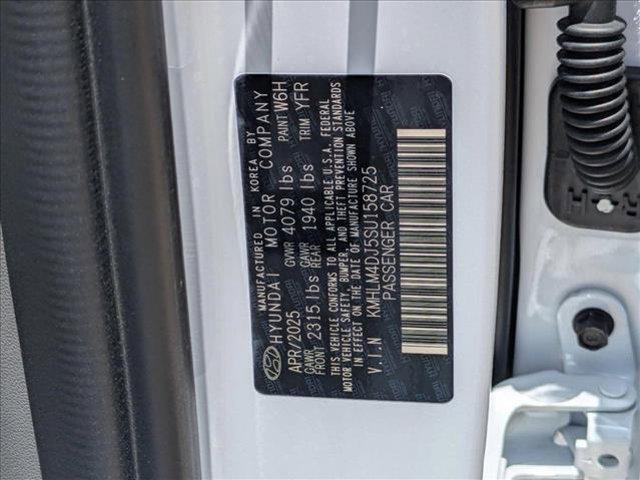 MANUFACTURED IN KOREA BY
HYUNDAI MOTOR COMPANY
APR/2025 GVWR 4079 lbs PAINT W6H
GAWR FRONT 2315 lbs GAWR REAR 1940 lbs TRIM YFR
THIS VEHICLE CONFORMS TO ALL APPLICABLE U.S.A. FEDERAL
MOTOR VEHICLE SAFETY, BUMPER, AND THEFT PREVENTION STANDARDS
IN EFFECT ON THE DATE OF MANUFACTURE SHOWN ABOVE
V.I.N KMHLM4DJ5SU158725
PASSENGER CAR